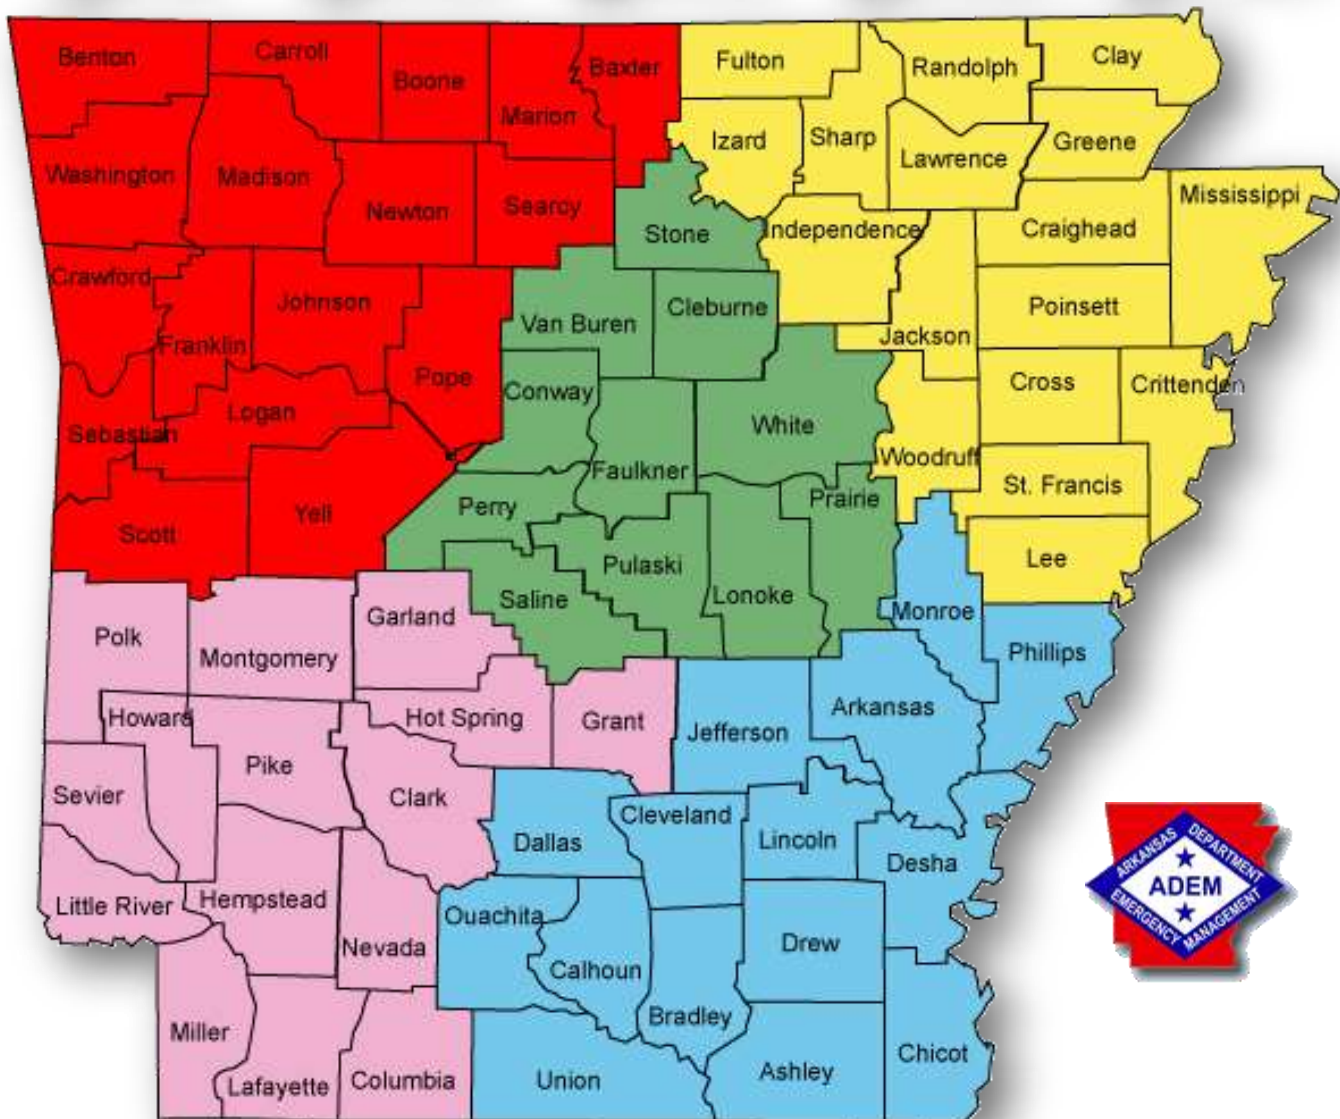 Benton
Carroll
Boone
Marion
Baxter
Fulton
Randolph
Clay
Washington
Madison
Newton
Searcy
Izard
Sharp
Lawrence
Greene
Mississippi
Stone
Independence
Craighead
Crawford
Franklin
Johnson
Pope
Van Buren
Cleburne
Jackson
Poinsett
Sebastian
Logan
Conway
White
Cross
Crittenden
Scott
Yell
Perry
Faulkner
Prairie
Woodruff
St. Francis
Lee
Saline
Pulaski
Lonoke
Monroe
Phillips
Polk
Montgomery
Garland
Howard
Pike
Hot Spring
Grant
Jefferson
Arkansas
Sevier
Clark
Dallas
Cleveland
Lincoln
Desha
Little River
Hempstead
Nevada
Ouachita
Calhoun
Bradley
Drew
Miller
Lafayette
Columbia
Union
Ashley
Chicot
ARKANSAS DEPARTMENT
ADEM
EMERGENCY MANAGEMENT